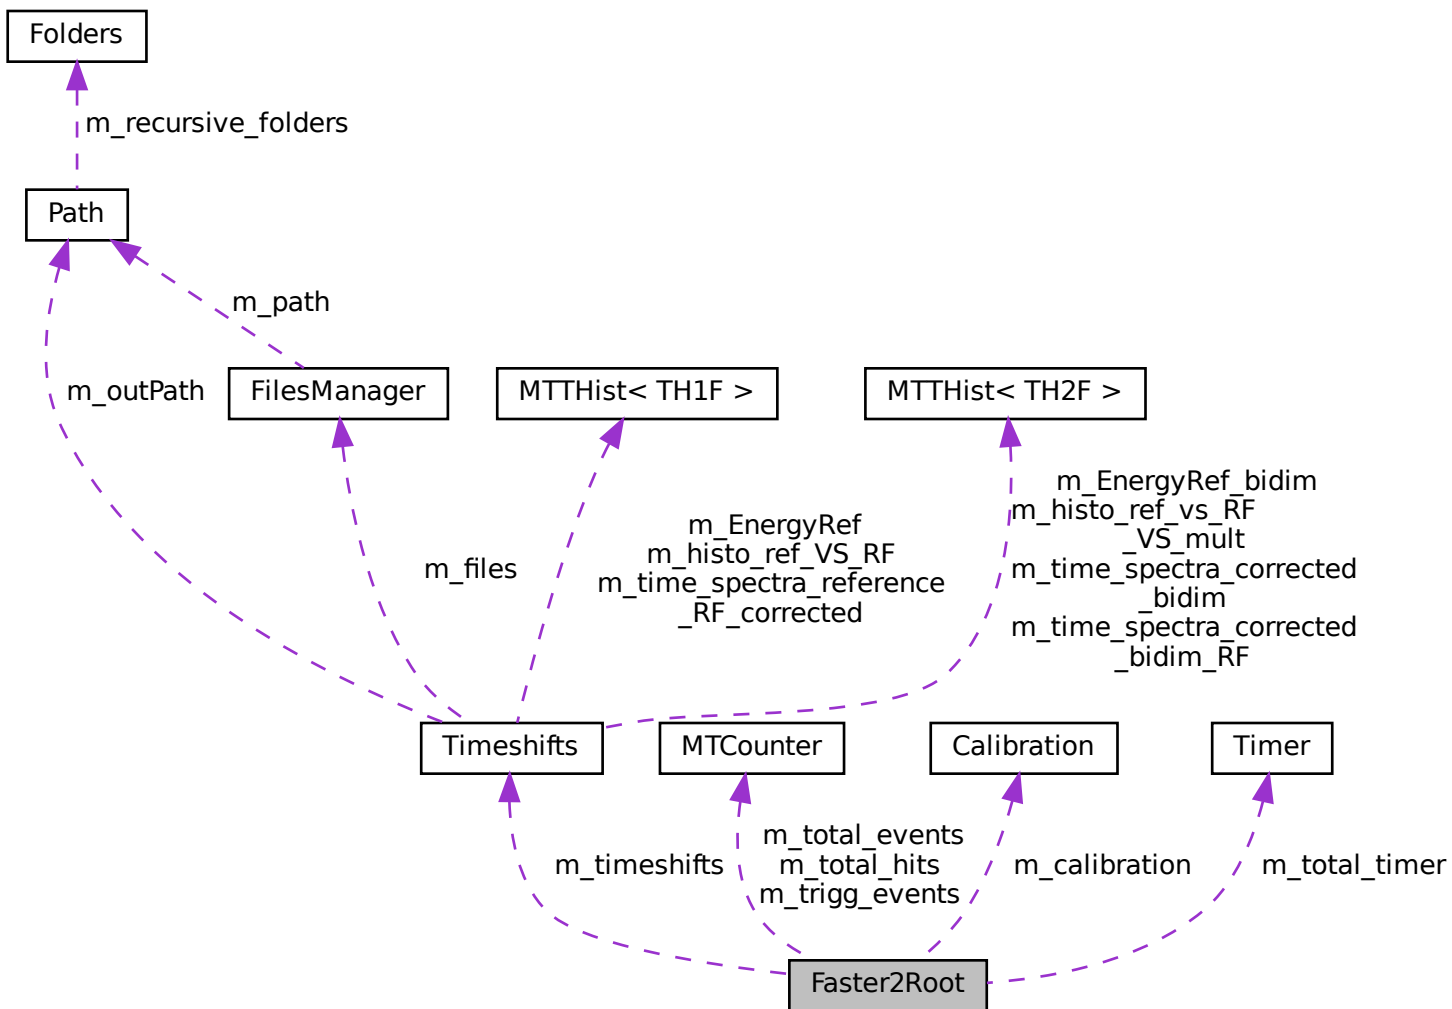 Folders
m_recursive_folders
Path
m_path
m_outPath
FilesManager
MTTHist< TH1F >
MTTHist< TH2F >
m_files
m_EnergyRef
m_histo_ref_VS_RF
m_time_spectra_reference
_RF_corrected
m_EnergyRef_bidim
m_histo_ref_vs_RF
_VS_mult
m_time_spectra_corrected
_bidim
m_time_spectra_corrected
_bidim_RF
Timeshifts
MTCounter
Calibration
Timer
m_timeshifts
m_total_events
m_total_hits
m_trigg_events
m_calibration
m_total_timer
Faster2Root